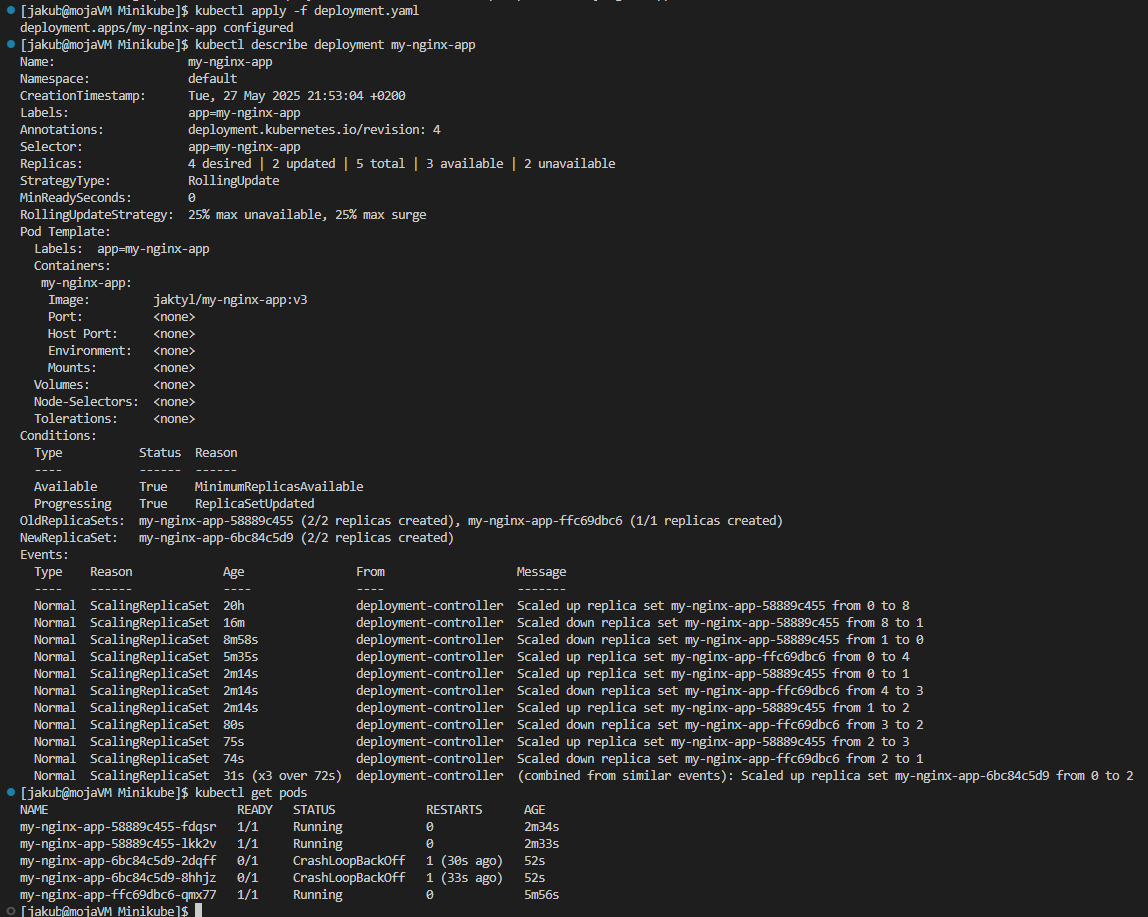 [jakub@mojaVM Minikube]$ kubectl apply -f deployment.yaml
deployment.apps/my-nginx-app configured
[jakub@mojaVM Minikube]$ kubectl describe deployment my-nginx-app
Name:                   my-nginx-app
Namespace:              default
CreationTimestamp:      Tue, 27 May 2025 21:53:04 +0200
Labels:                 app=my-nginx-app
Annotations:            deployment.kubernetes.io/revision: 4
Selector:               app=my-nginx-app
Replicas:               4 desired | 2 updated | 5 total | 3 available | 2 unavailable
StrategyType:           RollingUpdate
MinReadySeconds:        0
RollingUpdateStrategy:  25% max unavailable, 25% max surge
Pod Template:
  Labels:  app=my-nginx-app
  Containers:
   my-nginx-app:
    Image:         jaktyl/my-nginx-app:v3
    Port:          <none>
    Host Port:     <none>
    Environment:   <none>
    Mounts:        <none>
  Volumes:         <none>
  Node-Selectors:  <none>
  Tolerations:     <none>
Conditions:
  Type           Status  Reason
  ----           ------  ------
  Available      True    MinimumReplicasAvailable
  Progressing    True    ReplicaSetUpdated
OldReplicaSets:  my-nginx-app-58889c455 (2/2 replicas created), my-nginx-app-ffc69dbc6 (1/1 replicas created)
NewReplicaSet:   my-nginx-app-6bc84c5d9 (2/2 replicas created)
Events:
  Type    Reason             Age                From                   Message
  ----    ------             ----               ----                   -------
  Normal  ScalingReplicaSet  20h                deployment-controller  Scaled up replica set my-nginx-app-58889c455 from 0 to 8
  Normal  ScalingReplicaSet  16m                deployment-controller  Scaled down replica set my-nginx-app-58889c455 from 8 to 1
  Normal  ScalingReplicaSet  8m58s              deployment-controller  Scaled down replica set my-nginx-app-58889c455 from 1 to 0
  Normal  ScalingReplicaSet  5m35s              deployment-controller  Scaled up replica set my-nginx-app-ffc69dbc6 from 0 to 4
  Normal  ScalingReplicaSet  2m14s              deployment-controller  Scaled up replica set my-nginx-app-58889c455 from 0 to 1
  Normal  ScalingReplicaSet  2m14s              deployment-controller  Scaled down replica set my-nginx-app-ffc69dbc6 from 4 to 3
  Normal  ScalingReplicaSet  2m14s              deployment-controller  Scaled up replica set my-nginx-app-58889c455 from 1 to 2
  Normal  ScalingReplicaSet  80s                deployment-controller  Scaled down replica set my-nginx-app-ffc69dbc6 from 3 to 2
  Normal  ScalingReplicaSet  75s                deployment-controller  Scaled up replica set my-nginx-app-58889c455 from 2 to 3
  Normal  ScalingReplicaSet  74s                deployment-controller  Scaled down replica set my-nginx-app-ffc69dbc6 from 2 to 1
  Normal  ScalingReplicaSet  31s (x3 over 72s)  deployment-controller  (combined from similar events): Scaled up replica set my-nginx-app-6bc84c5d9 from 0 to 2
[jakub@mojaVM Minikube]$ kubectl get pods
NAME                           READY   STATUS             RESTARTS      AGE
my-nginx-app-58889c455-fdqsr   1/1     Running            0             2m34s
my-nginx-app-58889c455-lkk2v   1/1     Running            0             2m33s
my-nginx-app-6bc84c5d9-2dqff   0/1     CrashLoopBackOff   1 (30s ago)   52s
my-nginx-app-6bc84c5d9-8hhjz   0/1     CrashLoopBackOff   1 (33s ago)   52s
my-nginx-app-ffc69dbc6-qmx77   1/1     Running            0             5m56s
[jakub@mojaVM Minikube]$